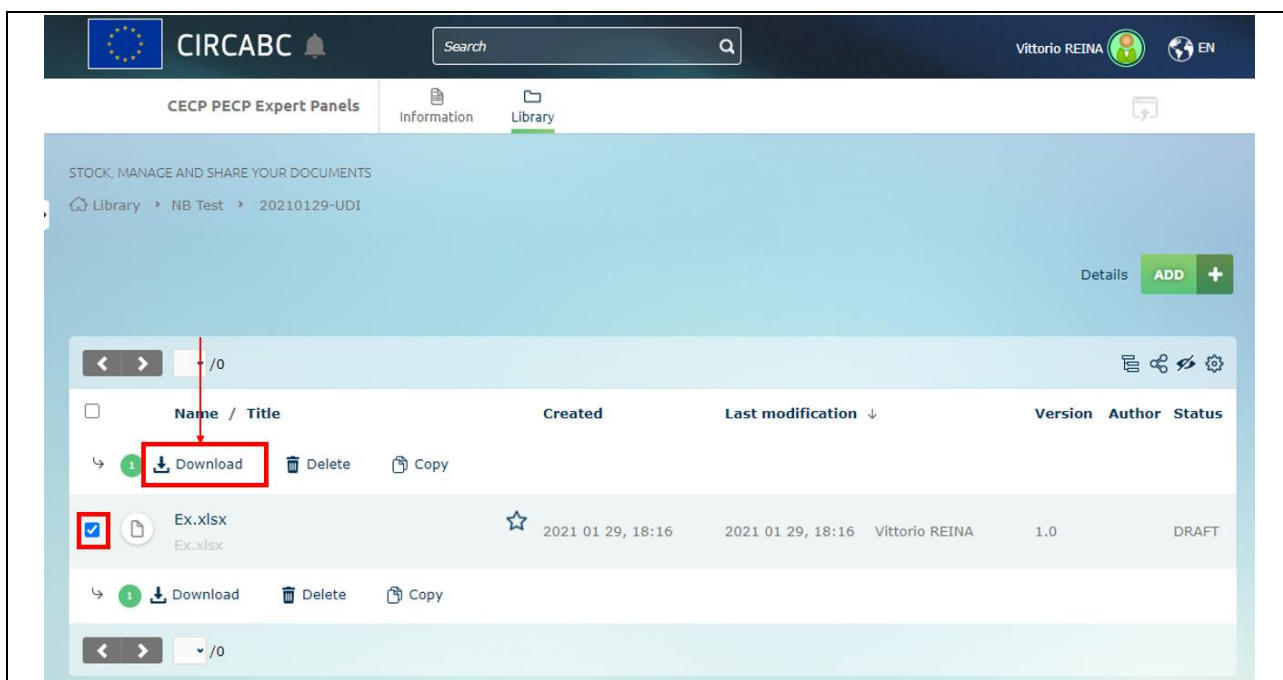 CIRCABC
Search
Vittorio REINA
EN
CECP PECP Expert Panels
Information
Library
STOCK, MANAGE AND SHARE YOUR DOCUMENTS
Library › NB Test › 20210129-UDI
Details ADD +
/0
Name / Title Created Last modification ↓ Version Author Status
1 Download Delete Copy
Ex.xlsx
Ex.xlsx
2021 01 29, 18:16 2021 01 29, 18:16 Vittorio REINA 1.0 DRAFT
1 Download Delete Copy
/0